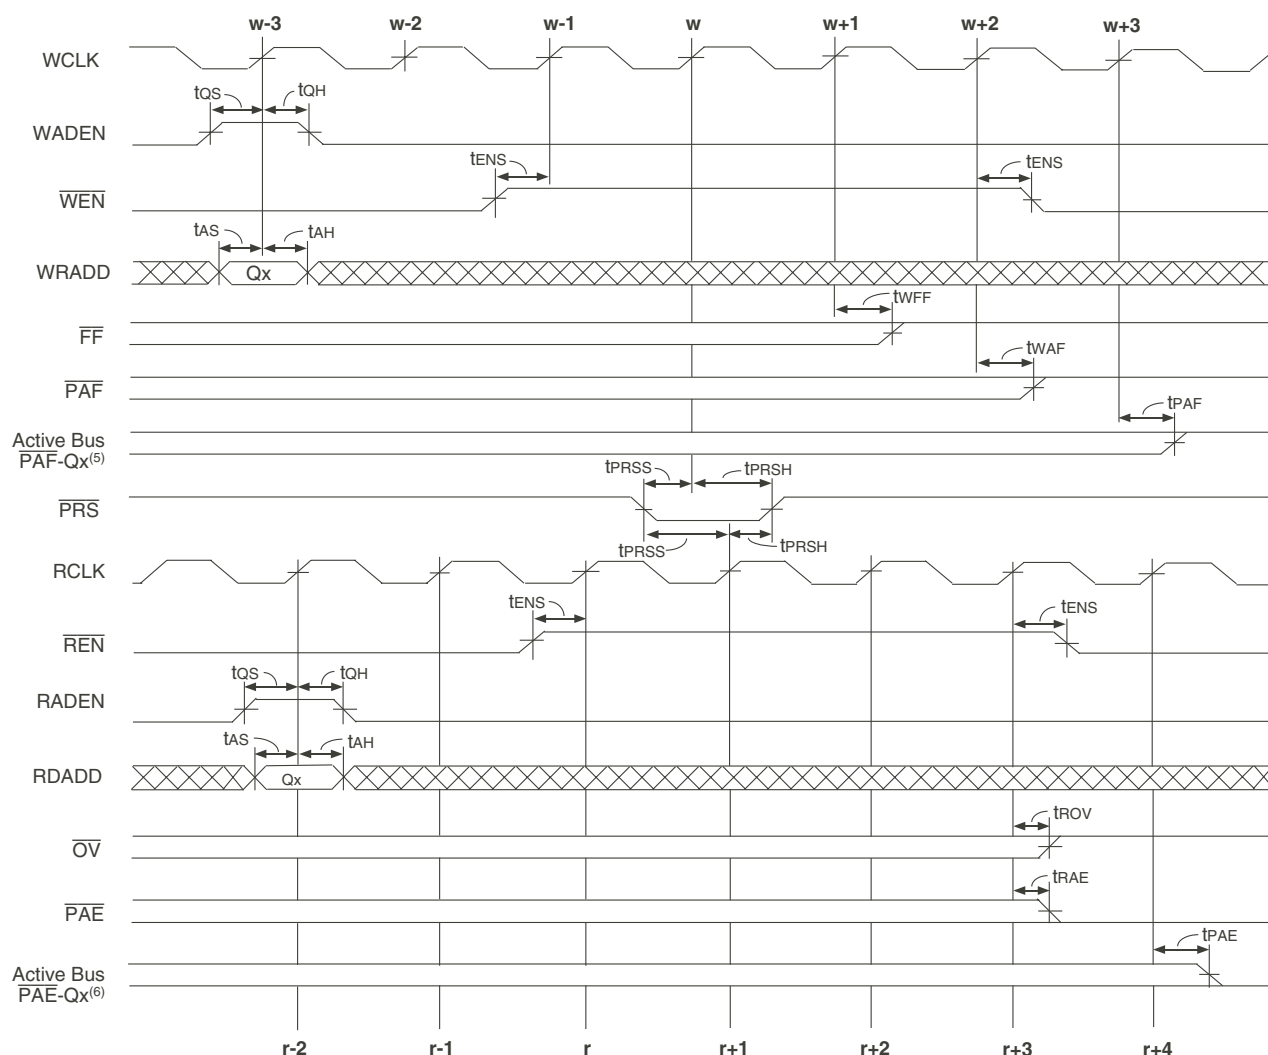 w-3 w-2 w-1 w w+1 w+2 w+3
WCLK
tQS tQH
WADEN
tENS tENS
WEN
tAS tAH
WRADD Qx
tWFF
FF
tWAF
PAF
tPAF
Active Bus
PAF-Qx(5)
tPRSS tPRSH
PRS
tPRSS tPRSH
RCLK
tENS tENS
REN
tQS tQH
RADEN
tAS tAH
RDADD Qx
tROV
OV
tRAE
PAE
tPAE
Active Bus
PAE-Qx(6)
r-2 r-1 r r+1 r+2 r+3 r+4